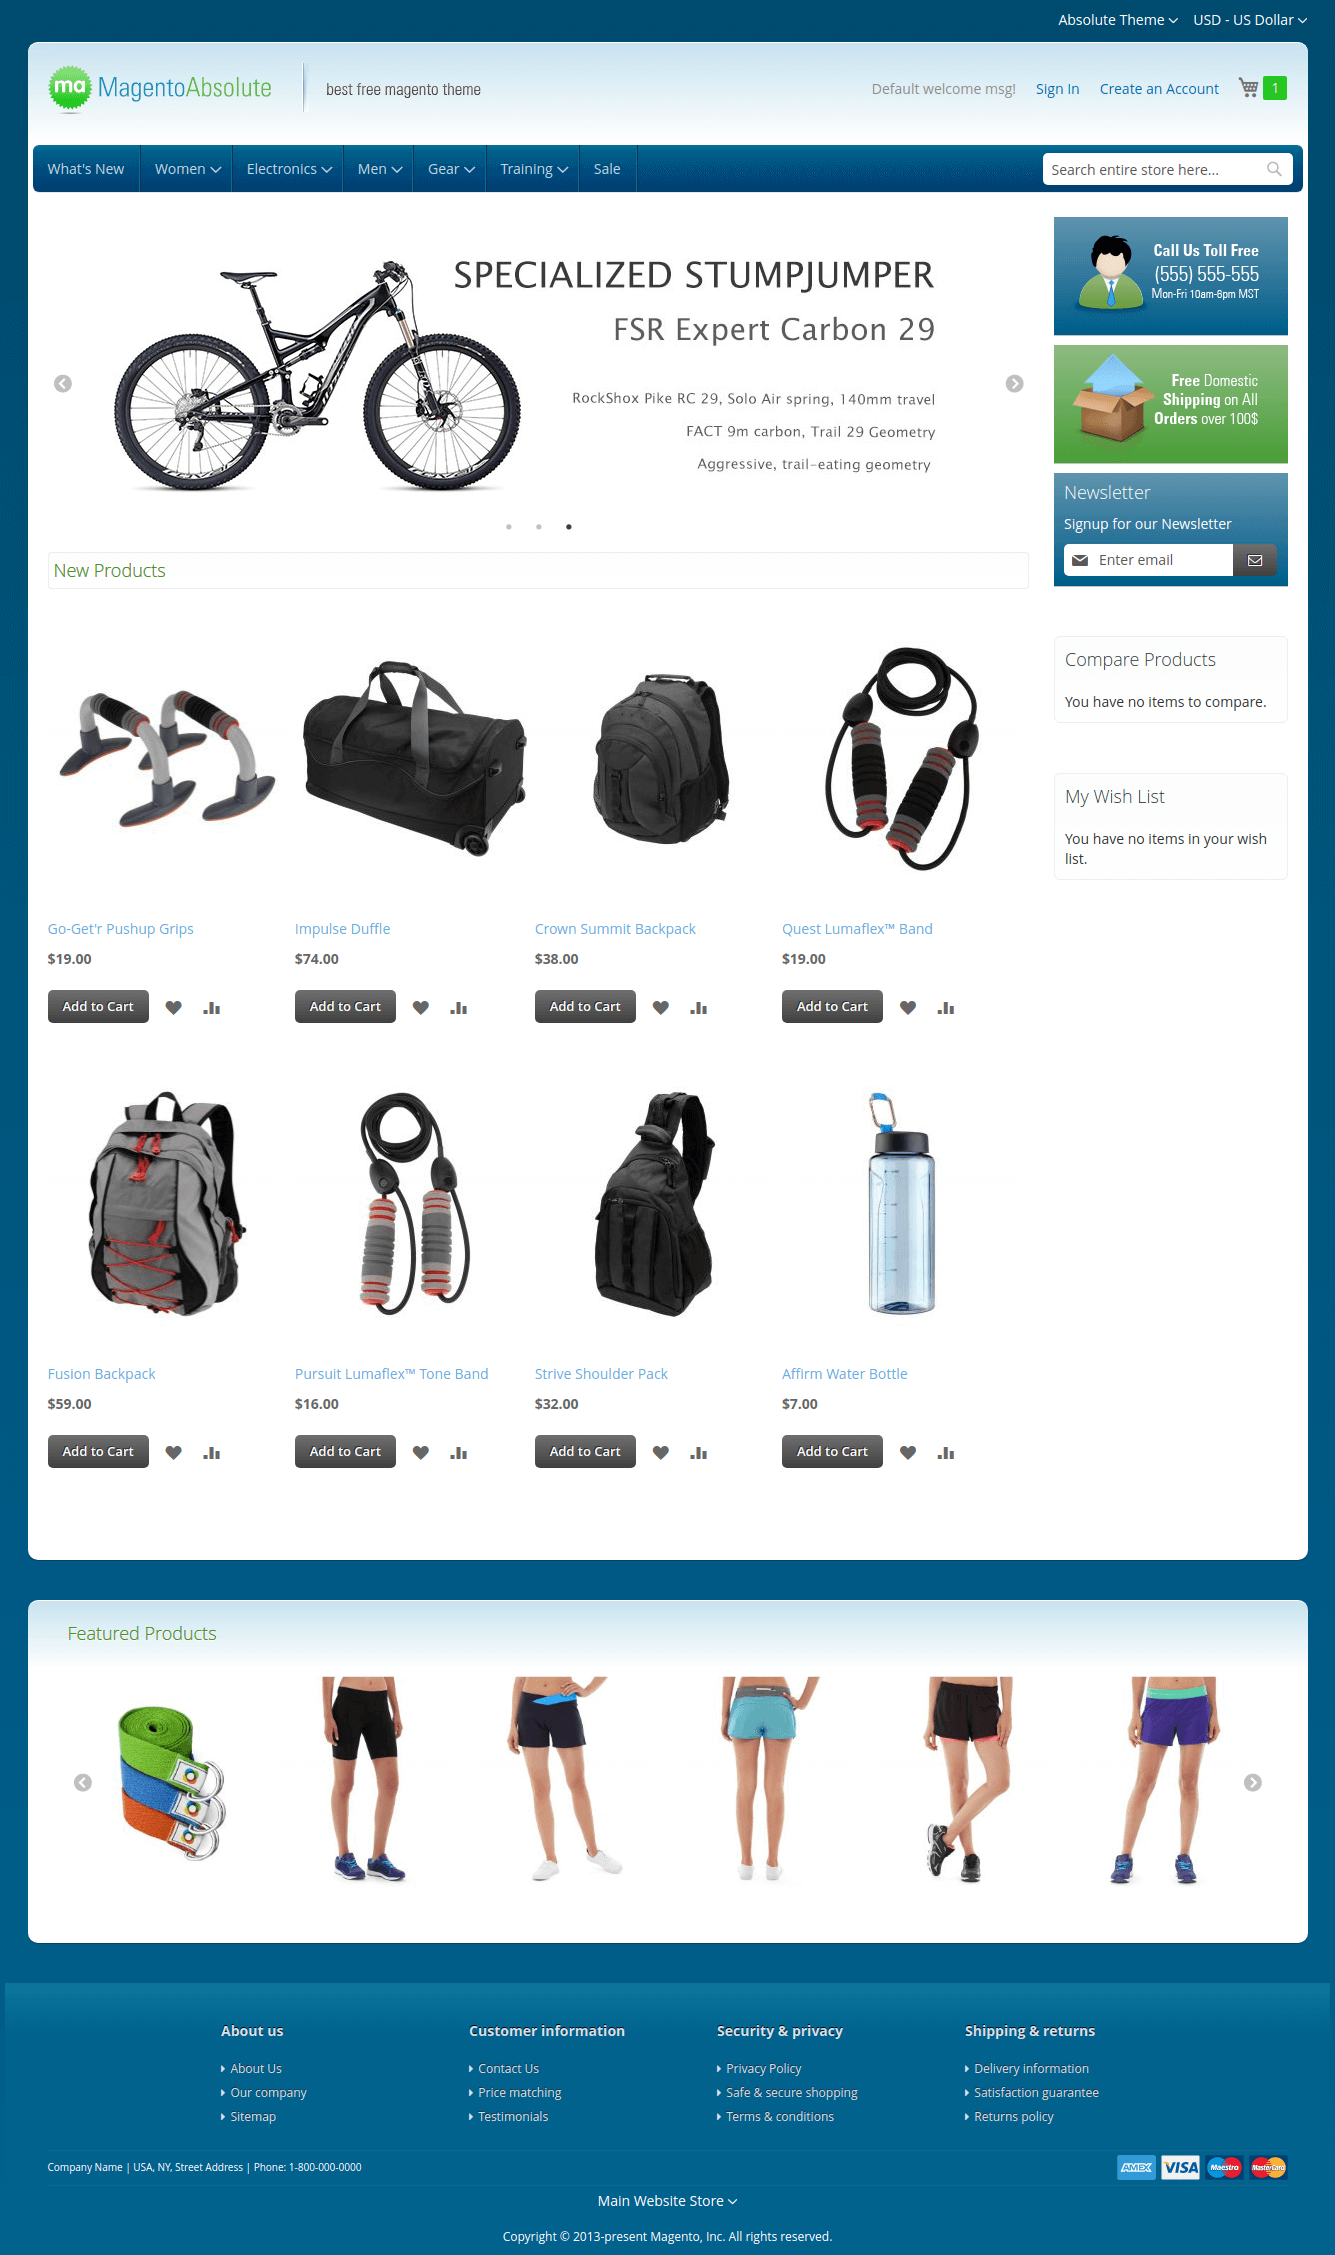 Absolute Theme USD - US Dollar
ma MagentoAbsolute best free magento theme
Default welcome msg! Sign In Create an Account 1
What's New Women Electronics Men Gear Training Sale
Search entire store here...
SPECIALIZED STUMPJUMPER
FSR Expert Carbon 29
RockShox Pike RC 29, Solo Air spring, 140mm travel
FACT 9m carbon, Trail 29 Geometry
Aggressive, trail-eating geometry
Call Us Toll Free
(555) 555-555
Mon-Fri 10am-6pm MST
Free Domestic
Shipping on All
Orders over 100$
Newsletter
Signup for our Newsletter
Enter email
New Products
Compare Products
You have no items to compare.
My Wish List
You have no items in your wish
list.
Go-Get'r Pushup Grips Impulse Duffle Crown Summit Backpack Quest Lumaflex™ Band
$19.00 $74.00 $38.00 $19.00
Add to Cart Add to Cart Add to Cart Add to Cart
Fusion Backpack Pursuit Lumaflex™ Tone Band Strive Shoulder Pack Affirm Water Bottle
$59.00 $16.00 $32.00 $7.00
Add to Cart Add to Cart Add to Cart Add to Cart
Featured Products
About us Customer information Security & privacy Shipping & returns
About Us Contact Us Privacy Policy Delivery information
Our company Price matching Safe & secure shopping Satisfaction guarantee
Sitemap Testimonials Terms & conditions Returns policy
Company Name | USA, NY, Street Address | Phone: 1-800-000-0000
AMEX VISA Maestro MasterCard
Main Website Store
Copyright © 2013-present Magento, Inc. All rights reserved.